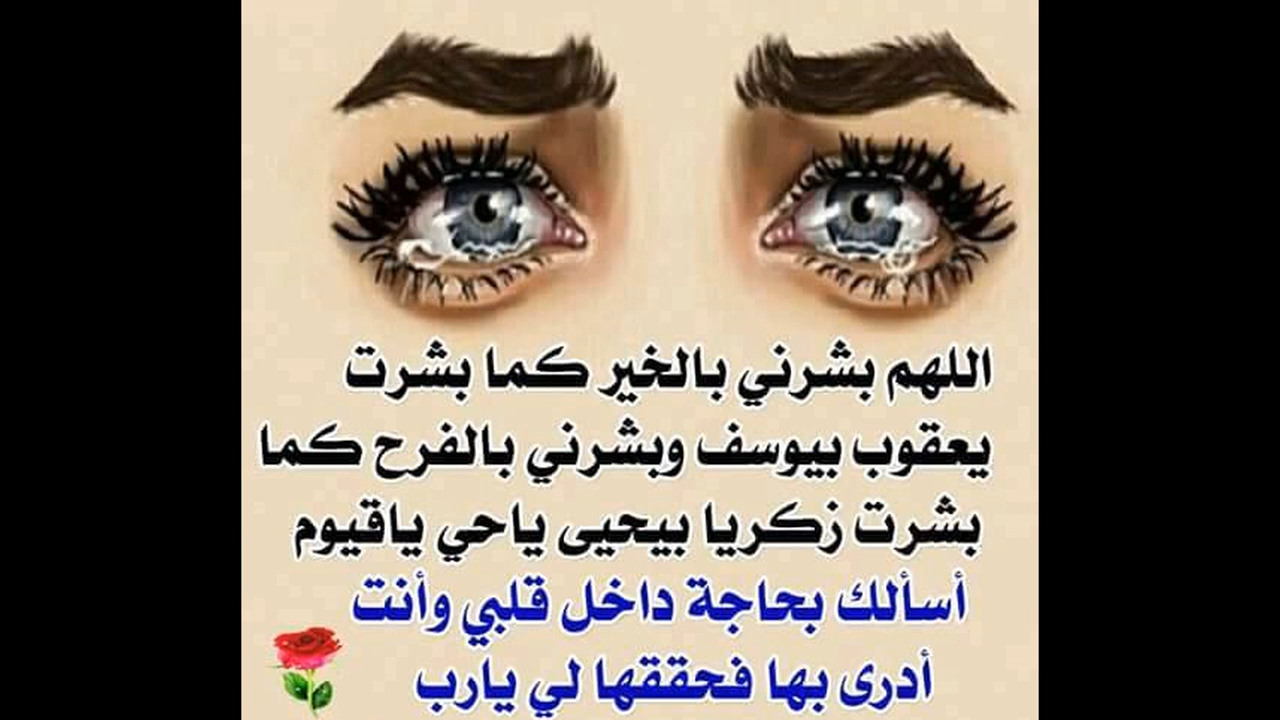 اللهم بشرني بالخير كما بشرت
يعقوب بيوسف وبشرني بالفرح كما
بشرت زكريا بيحيى ياحي ياقيوم
أسألك بحاجة داخل قلبي وأنت
أدرى بها فحققها لي يارب